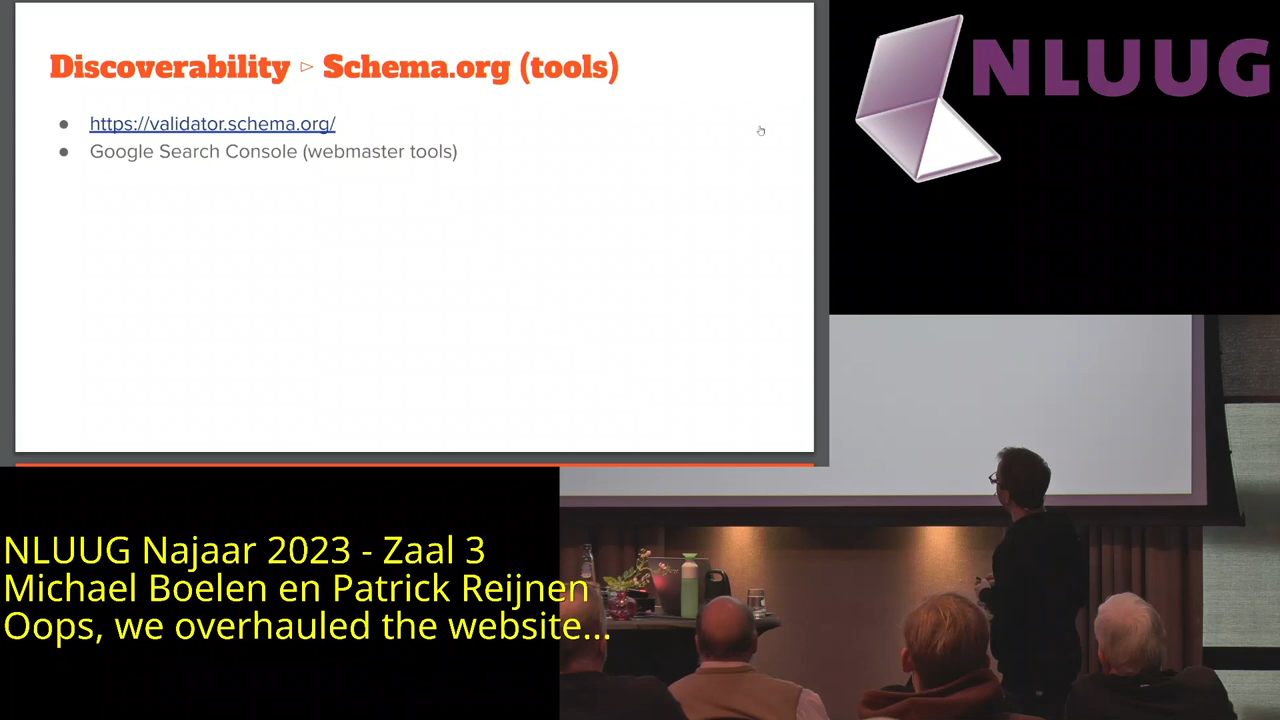 Discoverability ▷ Schema.org (tools)
● https://validator.schema.org/
● Google Search Console (webmaster tools)
NLUUG
NLUUG Najaar 2023 - Zaal 3
Michael Boelen en Patrick Reijnen
Oops, we overhauled the website...